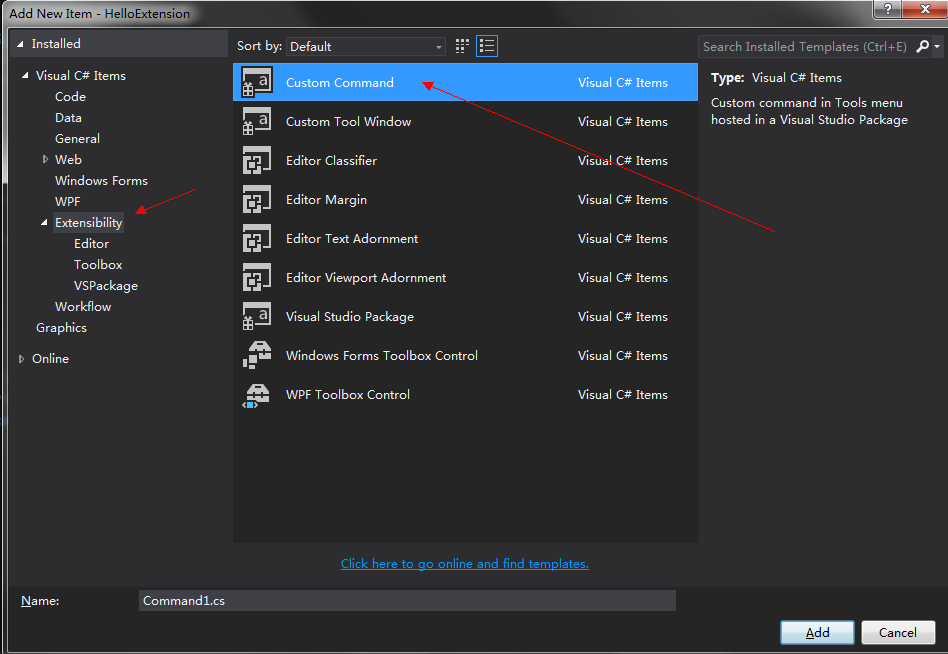 Add New Item - HelloExtension
?
Installed
Sort by: Default
Search Installed Templates (Ctrl+E)
Visual C# Items
Code
Data
General
Web
Windows Forms
WPF
Extensibility
Editor
Toolbox
VSPackage
Workflow
Graphics
Online
Custom Command Visual C# Items
Custom Tool Window Visual C# Items
Editor Classifier Visual C# Items
Editor Margin Visual C# Items
Editor Text Adornment Visual C# Items
Editor Viewport Adornment Visual C# Items
Visual Studio Package Visual C# Items
Windows Forms Toolbox Control Visual C# Items
WPF Toolbox Control Visual C# Items
Type: Visual C# Items
Custom command in Tools menu
hosted in a Visual Studio Package
Click here to go online and find templates.
Name: Command1.cs
Add Cancel